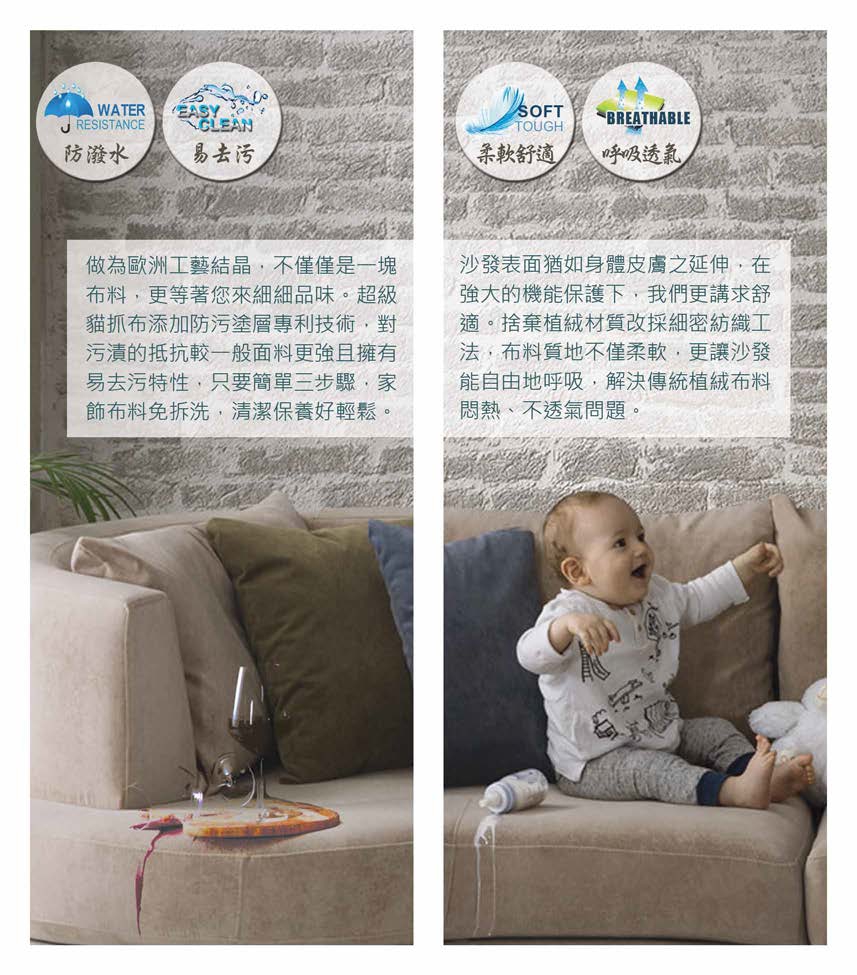 WATER
RESISTANCE
防潑水
EASY
CLEAN
易去污
做為歐洲工藝結晶，不僅僅是一塊
布料，更等著您來細細品味。超級
貓抓布添加防污塗層專利技術，對
污漬的抵抗較一般面料更強且擁有
易去污特性，只要簡單三步驟，家
飾布料免拆洗，清潔保養好輕鬆。
SOFT
TOUGH
柔軟舒適
BREATHABLE
呼吸透氣
沙發表面猶如身體皮膚之延伸，在
強大的機能保護下，我們更講求舒
適。捨棄植絨材質改採細密紡織工
法，布料質地不僅柔軟，更讓沙發
能自由地呼吸，解決傳統植絨布料
悶熱、不透氣問題。